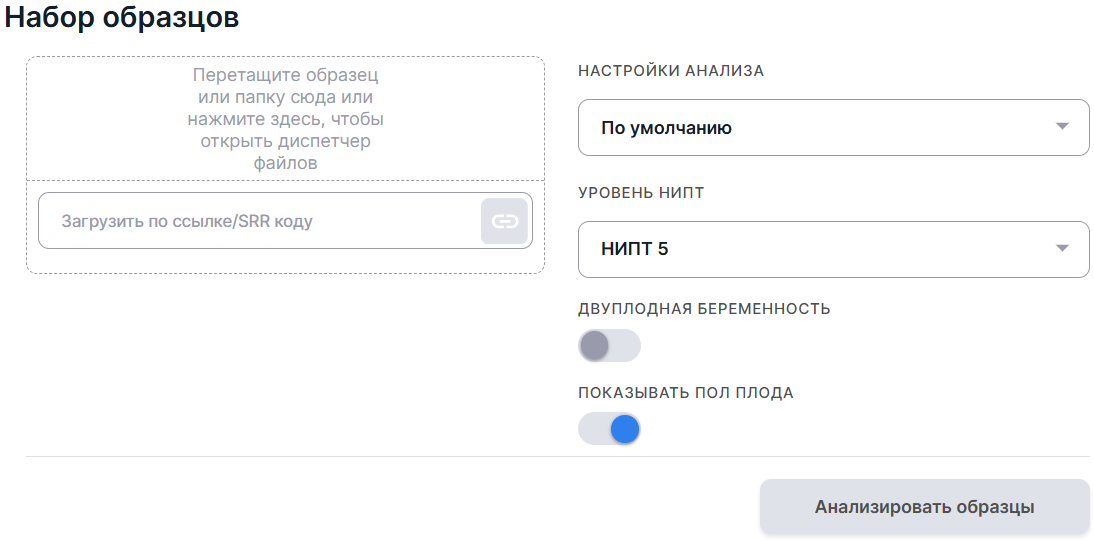 Набор образцов
Перетащите образец
или папку сюда или
нажмите здесь, чтобы
открыть диспетчер
файлов
Загрузить по ссылке/SRR коду
НАСТРОЙКИ АНАЛИЗА
По умолчанию
УРОВЕНЬ НИПТ
НИПТ 5
ДВУПЛОДНАЯ БЕРЕМЕННОСТЬ
ПОКАЗЫВАТЬ ПОЛ ПЛОДА
Анализировать образцы